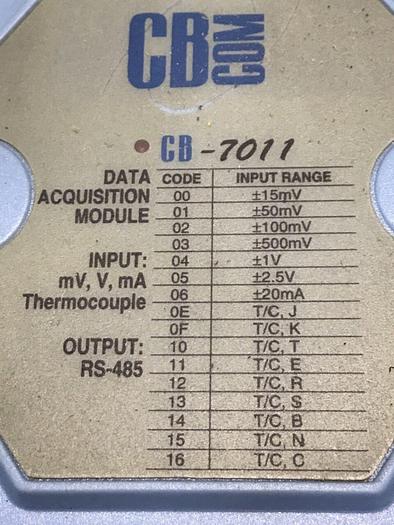 CB COM
CB-7011
DATA ACQUISITION MODULE
INPUT:
mV, V, mA
Thermocouple
OUTPUT:
RS-485
CODE INPUT RANGE
00 ±15mV
01 ±50mV
02 ±100mV
03 ±500mV
04 ±1V
05 ±2.5V
06 ±20mA
0E T/C, J
0F T/C, K
10 T/C, T
11 T/C, E
12 T/C, R
13 T/C, S
14 T/C, B
15 T/C, N
16 T/C, C